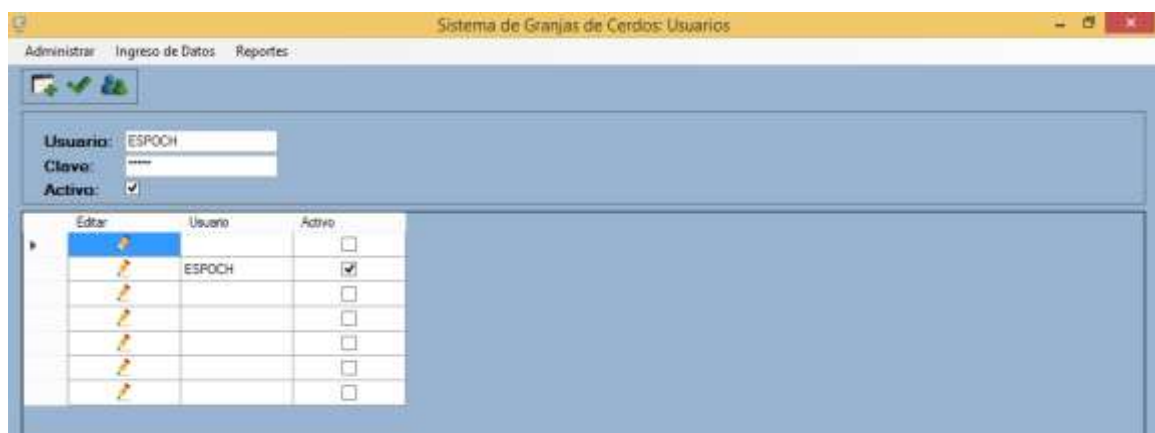 Sistema de Granjas de Cerdos: Usuarios
Administrar Ingreso de Datos Reportes
Usuario: ESPOCH
Clave: *****
Activo:
Editar Usuario Activo
ESPOCH